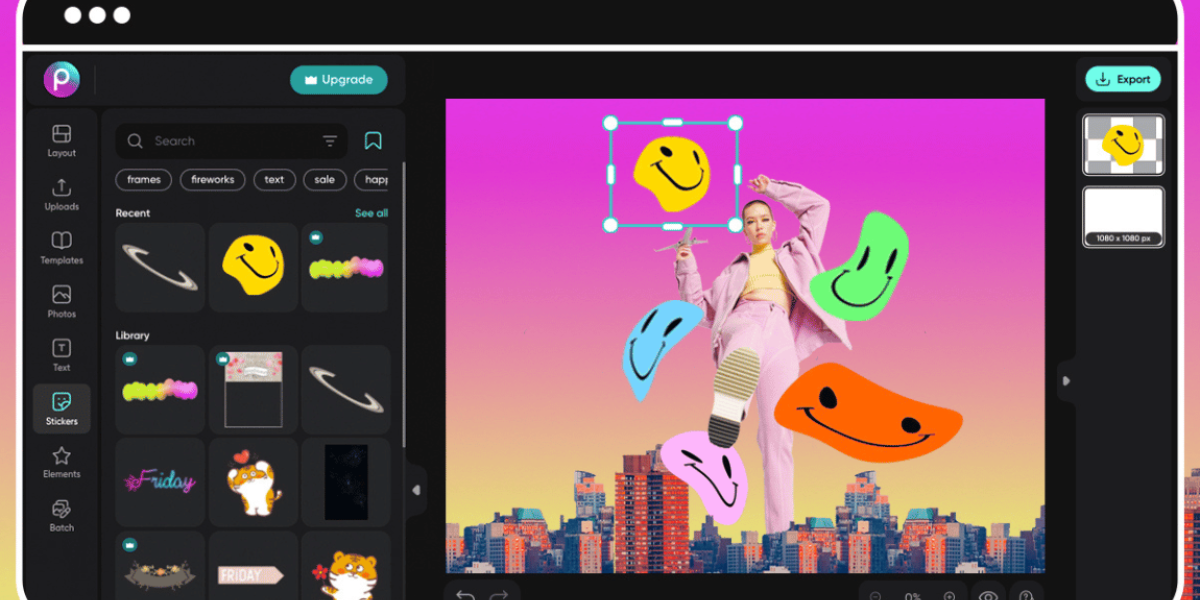 p
Upgrade
Export
Layout
Uploads
Templates
Photos
Text
T
Stickers
Elements
Batch
Search
frames
fireworks
text
sale
happ
Recent
See all
Library
Friday
FRIDAY
1080 x 1080 px
0%